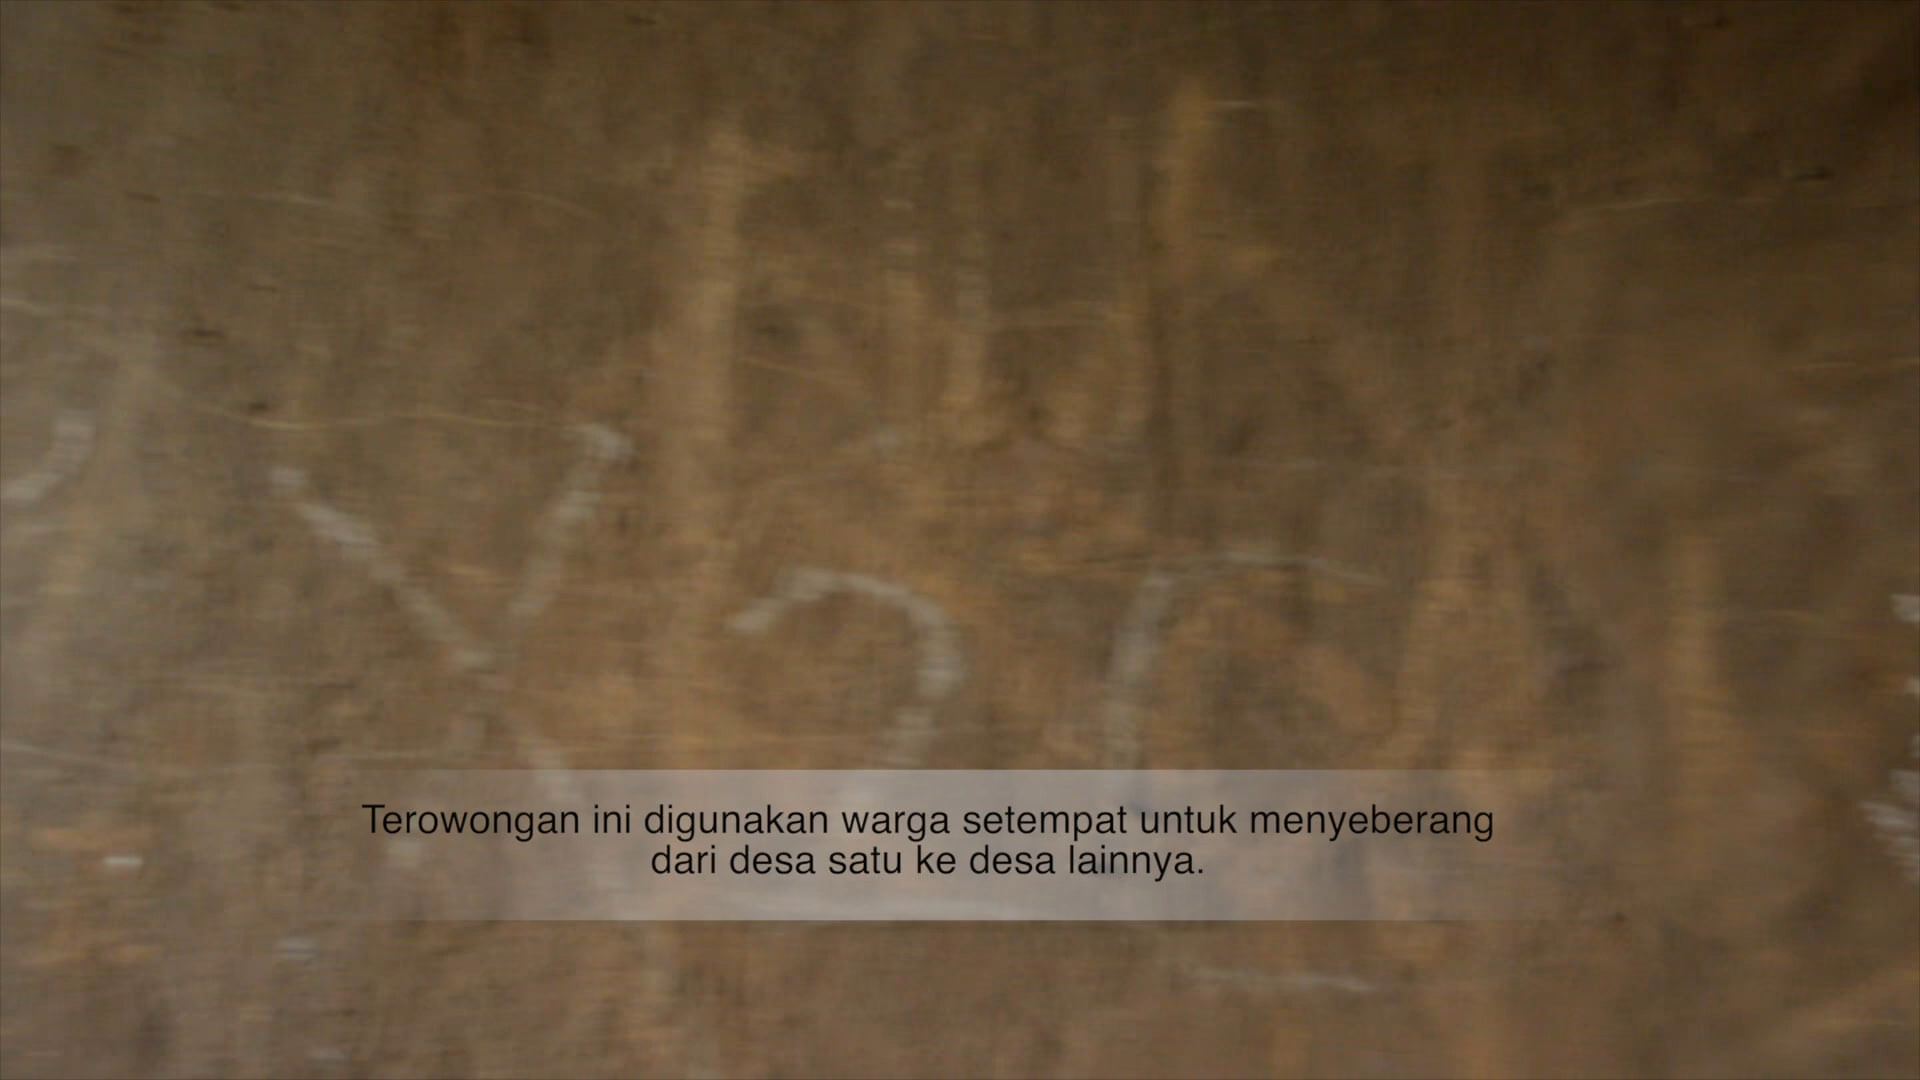 Terowongan ini digunakan warga setempat untuk menyeberang
dari desa satu ke desa lainnya.